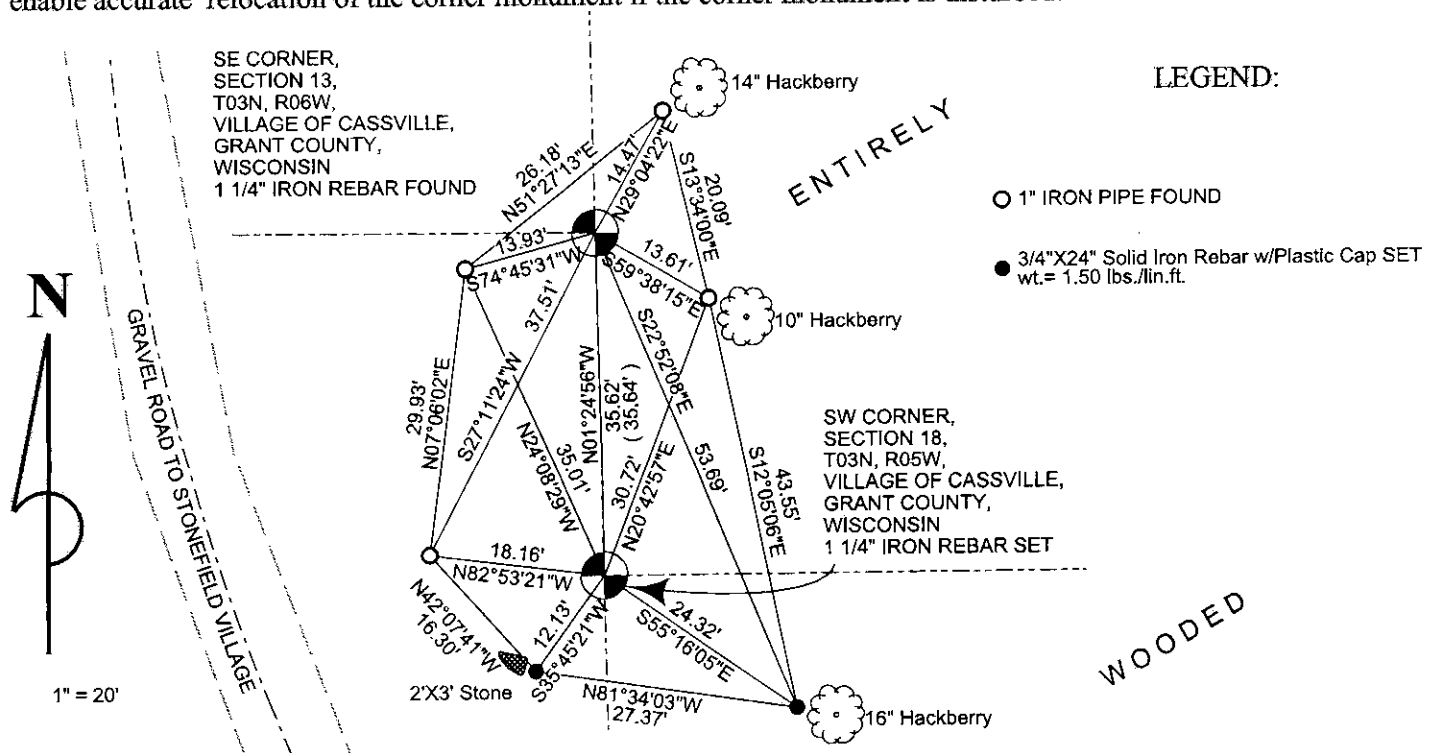 enable accurate relocation of the corner monument if the corner monument is disturbed.
SE CORNER,
SECTION 13,
T03N, R06W,
VILLAGE OF CASSVILLE,
GRANT COUNTY,
WISCONSIN
1 1/4" IRON REBAR FOUND
14" Hackberry
LEGEND:
ENTIRELY
1" IRON PIPE FOUND
3/4"X24" Solid Iron Rebar w/Plastic Cap SET
wt.= 1.50 lbs./lin.ft.
26.18'
N51°27'13"E
14.47'
N29°04'22"E
20.09'
S13°34'00"E
13.93'
S74°45'31"W
13.61'
S59°38'15"E
10" Hackberry
N
GRAVEL ROAD TO STONEFIELD VILLAGE
29.93'
N07°06'02"E
37.51'
S27°11'24"W
35.01'
N24°08'29"W
N01°24'56"W
35.62'
( 35.64' )
S22°52'08"E
53.69'
30.72'
N20°42'57"E
43.55'
S12°05'06"E
SW CORNER,
SECTION 18,
T03N, R05W,
VILLAGE OF CASSVILLE,
GRANT COUNTY,
WISCONSIN
1 1/4" IRON REBAR SET
18.16'
N82°53'21"W
N42°07'41"W
16.30'
12.13'
S35°45'21"W
24.32'
S55°16'05"E
WOODED
1" = 20'
2'X3' Stone
N81°34'03"W
27.37'
16" Hackberry